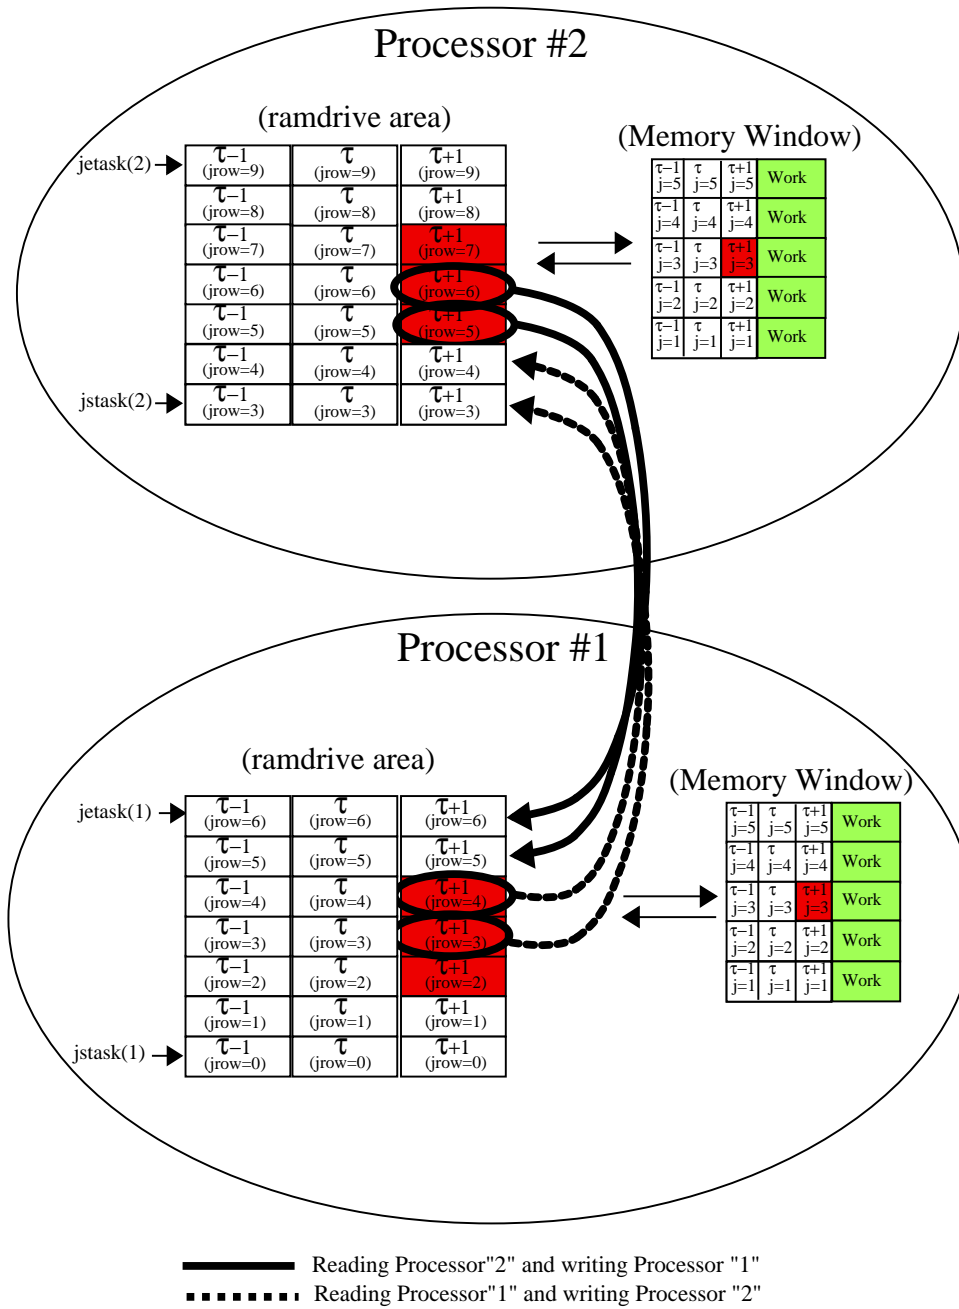 Processor #2
(ramdrive area)
(Memory Window)
jetask(2)
τ−1 τ τ+1
(jrow=9) (jrow=9) (jrow=9)
τ−1 τ τ+1
(jrow=8) (jrow=8) (jrow=8)
τ−1 τ τ+1
(jrow=7) (jrow=7) (jrow=7)
τ−1 τ τ+1
(jrow=6) (jrow=6) (jrow=6)
τ−1 τ τ+1
(jrow=5) (jrow=5) (jrow=5)
τ−1 τ τ+1
(jrow=4) (jrow=4) (jrow=4)
jstask(2)
τ−1 τ τ+1
(jrow=3) (jrow=3) (jrow=3)
τ−1 τ τ+1
j=5 j=5 j=5 Work
τ−1 τ τ+1
j=4 j=4 j=4 Work
τ−1 τ τ+1
j=3 j=3 j=3 Work
τ−1 τ τ+1
j=2 j=2 j=2 Work
τ−1 τ τ+1
j=1 j=1 j=1 Work
Processor #1
(ramdrive area)
(Memory Window)
jetask(1)
τ−1 τ τ+1
(jrow=6) (jrow=6) (jrow=6)
τ−1 τ τ+1
(jrow=5) (jrow=5) (jrow=5)
τ−1 τ τ+1
(jrow=4) (jrow=4) (jrow=4)
τ−1 τ τ+1
(jrow=3) (jrow=3) (jrow=3)
τ−1 τ τ+1
(jrow=2) (jrow=2) (jrow=2)
τ−1 τ τ+1
(jrow=1) (jrow=1) (jrow=1)
jstask(1)
τ−1 τ τ+1
(jrow=0) (jrow=0) (jrow=0)
τ−1 τ τ+1
j=5 j=5 j=5 Work
τ−1 τ τ+1
j=4 j=4 j=4 Work
τ−1 τ τ+1
j=3 j=3 j=3 Work
τ−1 τ τ+1
j=2 j=2 j=2 Work
τ−1 τ τ+1
j=1 j=1 j=1 Work
Reading Processor"2" and writing Processor "1"
Reading Processor"1" and writing Processor "2"